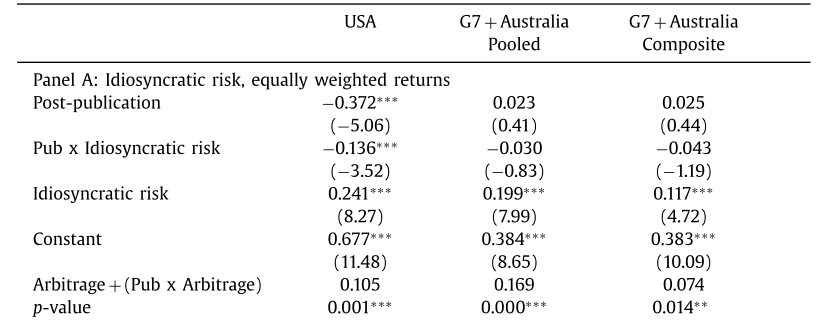 USA G7 + Australia G7 + Australia
Pooled Composite
Panel A: Idiosyncratic risk, equally weighted returns
Post-publication −0.372*** 0.023 0.025
(−5.06) (0.41) (0.44)
Pub x Idiosyncratic risk −0.136*** −0.030 −0.043
(−3.52) (−0.83) (−1.19)
Idiosyncratic risk 0.241*** 0.199*** 0.117***
(8.27) (7.99) (4.72)
Constant 0.677*** 0.384*** 0.383***
(11.48) (8.65) (10.09)
Arbitrage + (Pub x Arbitrage) 0.105 0.169 0.074
p-value 0.001*** 0.000*** 0.014**